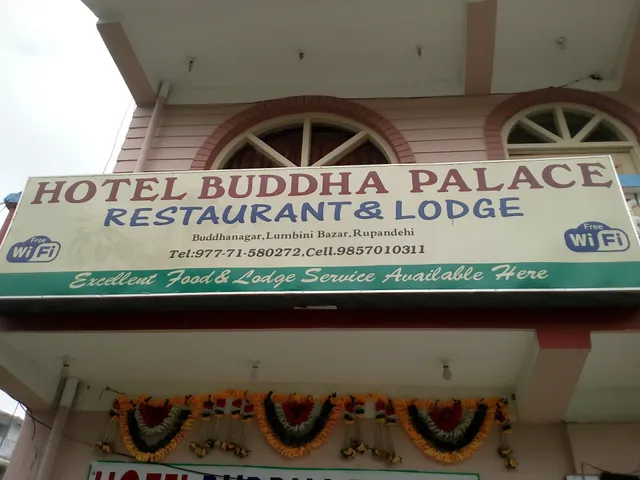 HOTEL BUDDHA PALACE
RESTAURANT & LODGE
Buddhanagar,Lumbini Bazar,Rupandehi
Tel:977-71-580272,Cell.9857010311
Free
WiFi
Free
WiFi
Excellent Food & Lodge Service Available Here
HOTEL